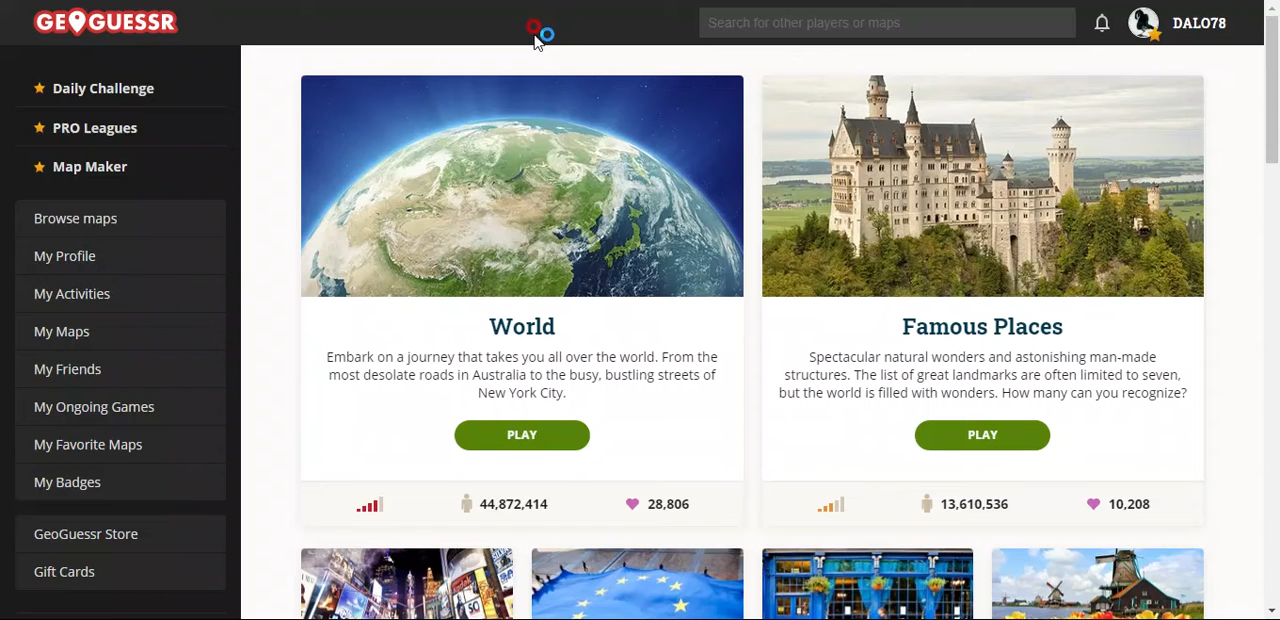 GEOGUESSR
Search for other players or maps
DALO78
Daily Challenge
PRO Leagues
Map Maker
Browse maps
My Profile
My Activities
My Maps
My Friends
My Ongoing Games
My Favorite Maps
My Badges
GeoGuessr Store
Gift Cards
World
Embark on a journey that takes you all over the world. From the
most desolate roads in Australia to the busy, bustling streets of
New York City.
PLAY
44,872,414
28,806
Famous Places
Spectacular natural wonders and astonishing man-made
structures. The list of great landmarks are often limited to seven,
but the world is filled with wonders. How many can you recognize?
PLAY
13,610,536
10,208